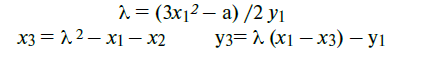 λ = (3x₁² – a) /2 y₁
x3 = λ² – x₁ – x₂ y3= λ (x₁ – x3) – y₁